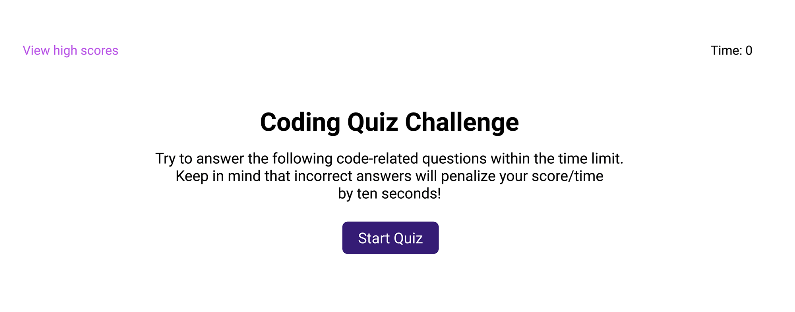 View high scores
Time: 0
Coding Quiz Challenge
Try to answer the following code-related questions within the time limit.
Keep in mind that incorrect answers will penalize your score/time
by ten seconds!
Start Quiz